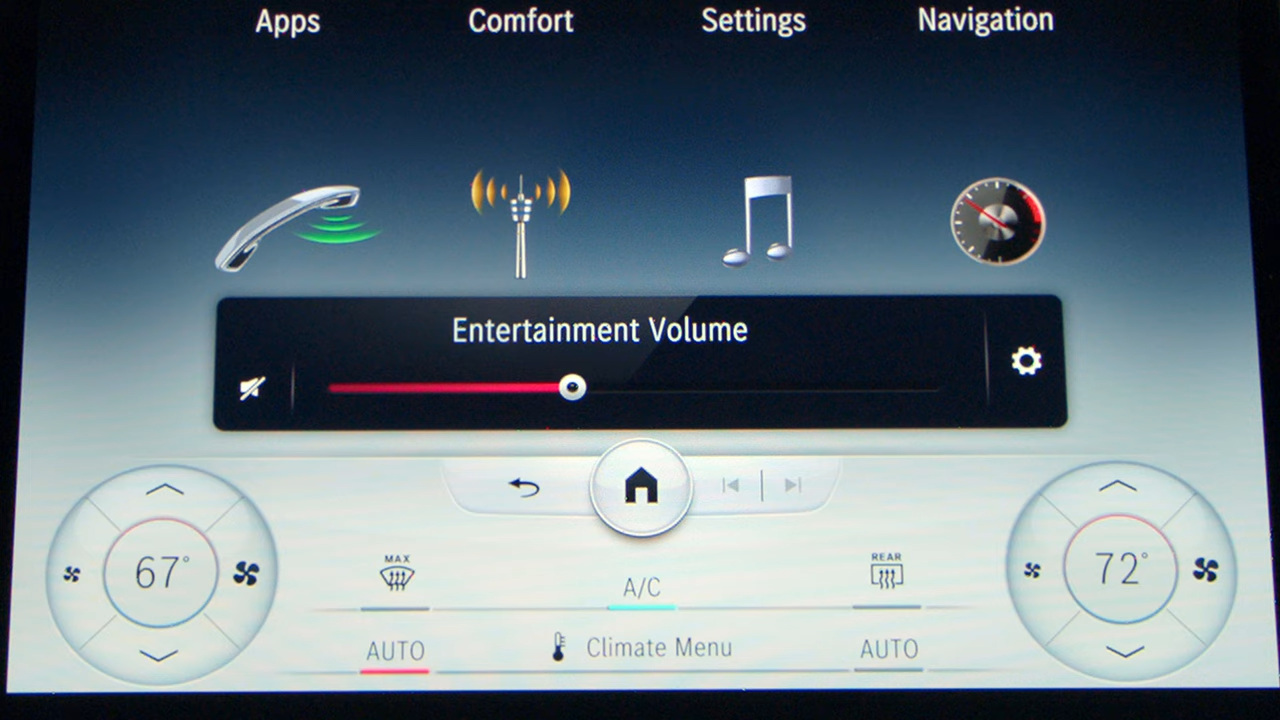 Apps Comfort Settings Navigation
Entertainment Volume
67° 72°
MAX REAR
A/C
AUTO Climate Menu AUTO